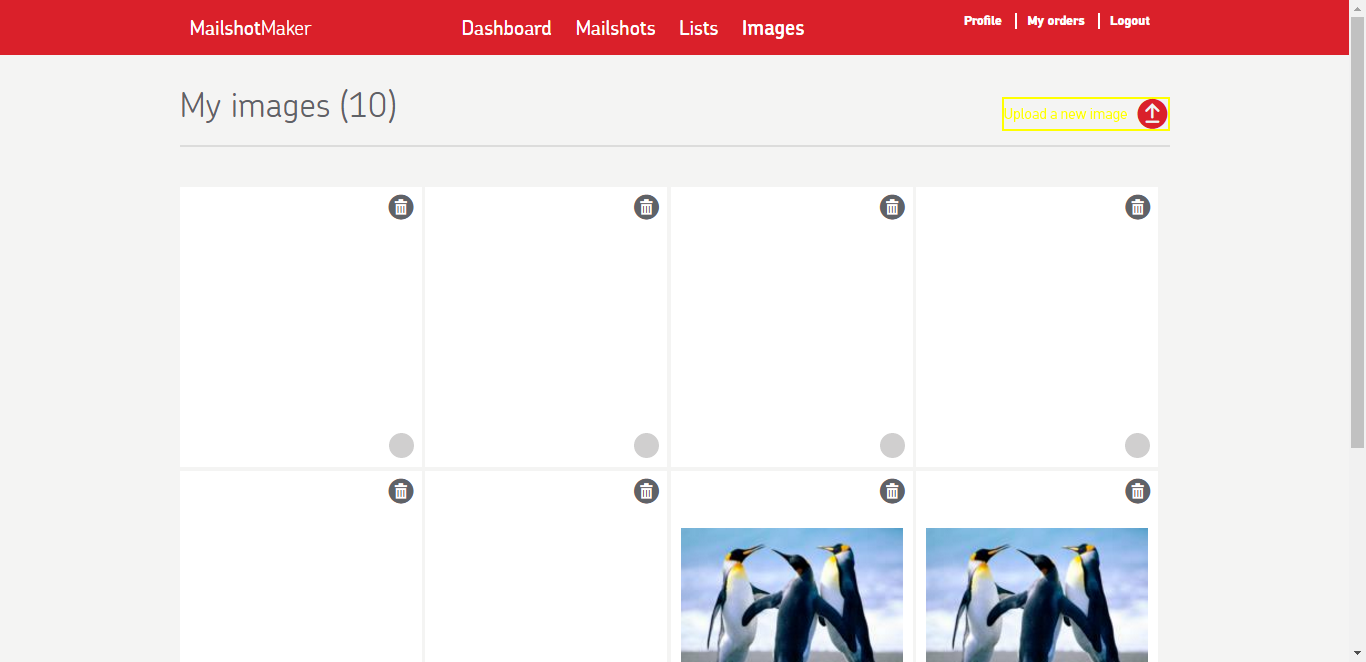 MailshotMaker
Dashboard Mailshots Lists Images
Profile My orders Logout
My images (10)
Upload a new image